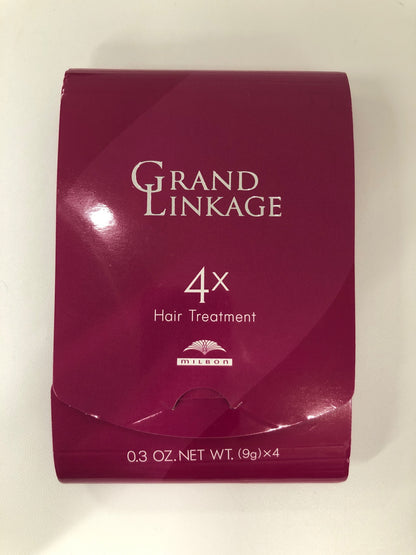 GRAND
LINKAGE
4x
Hair Treatment
MILBON
0.3 OZ.NET WT. (9g)×4